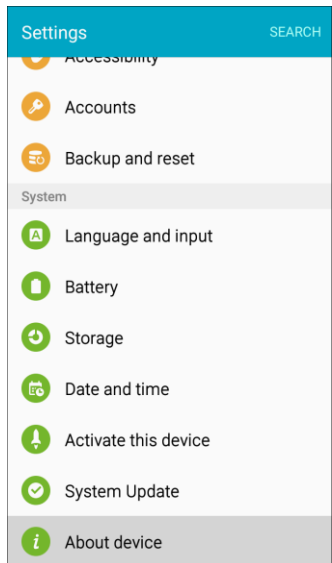 Settings
SEARCH
Accessibility
Accounts
Backup and reset
System
A
Language and input
Battery
Storage
Date and time
Activate this device
System Update
i
About device